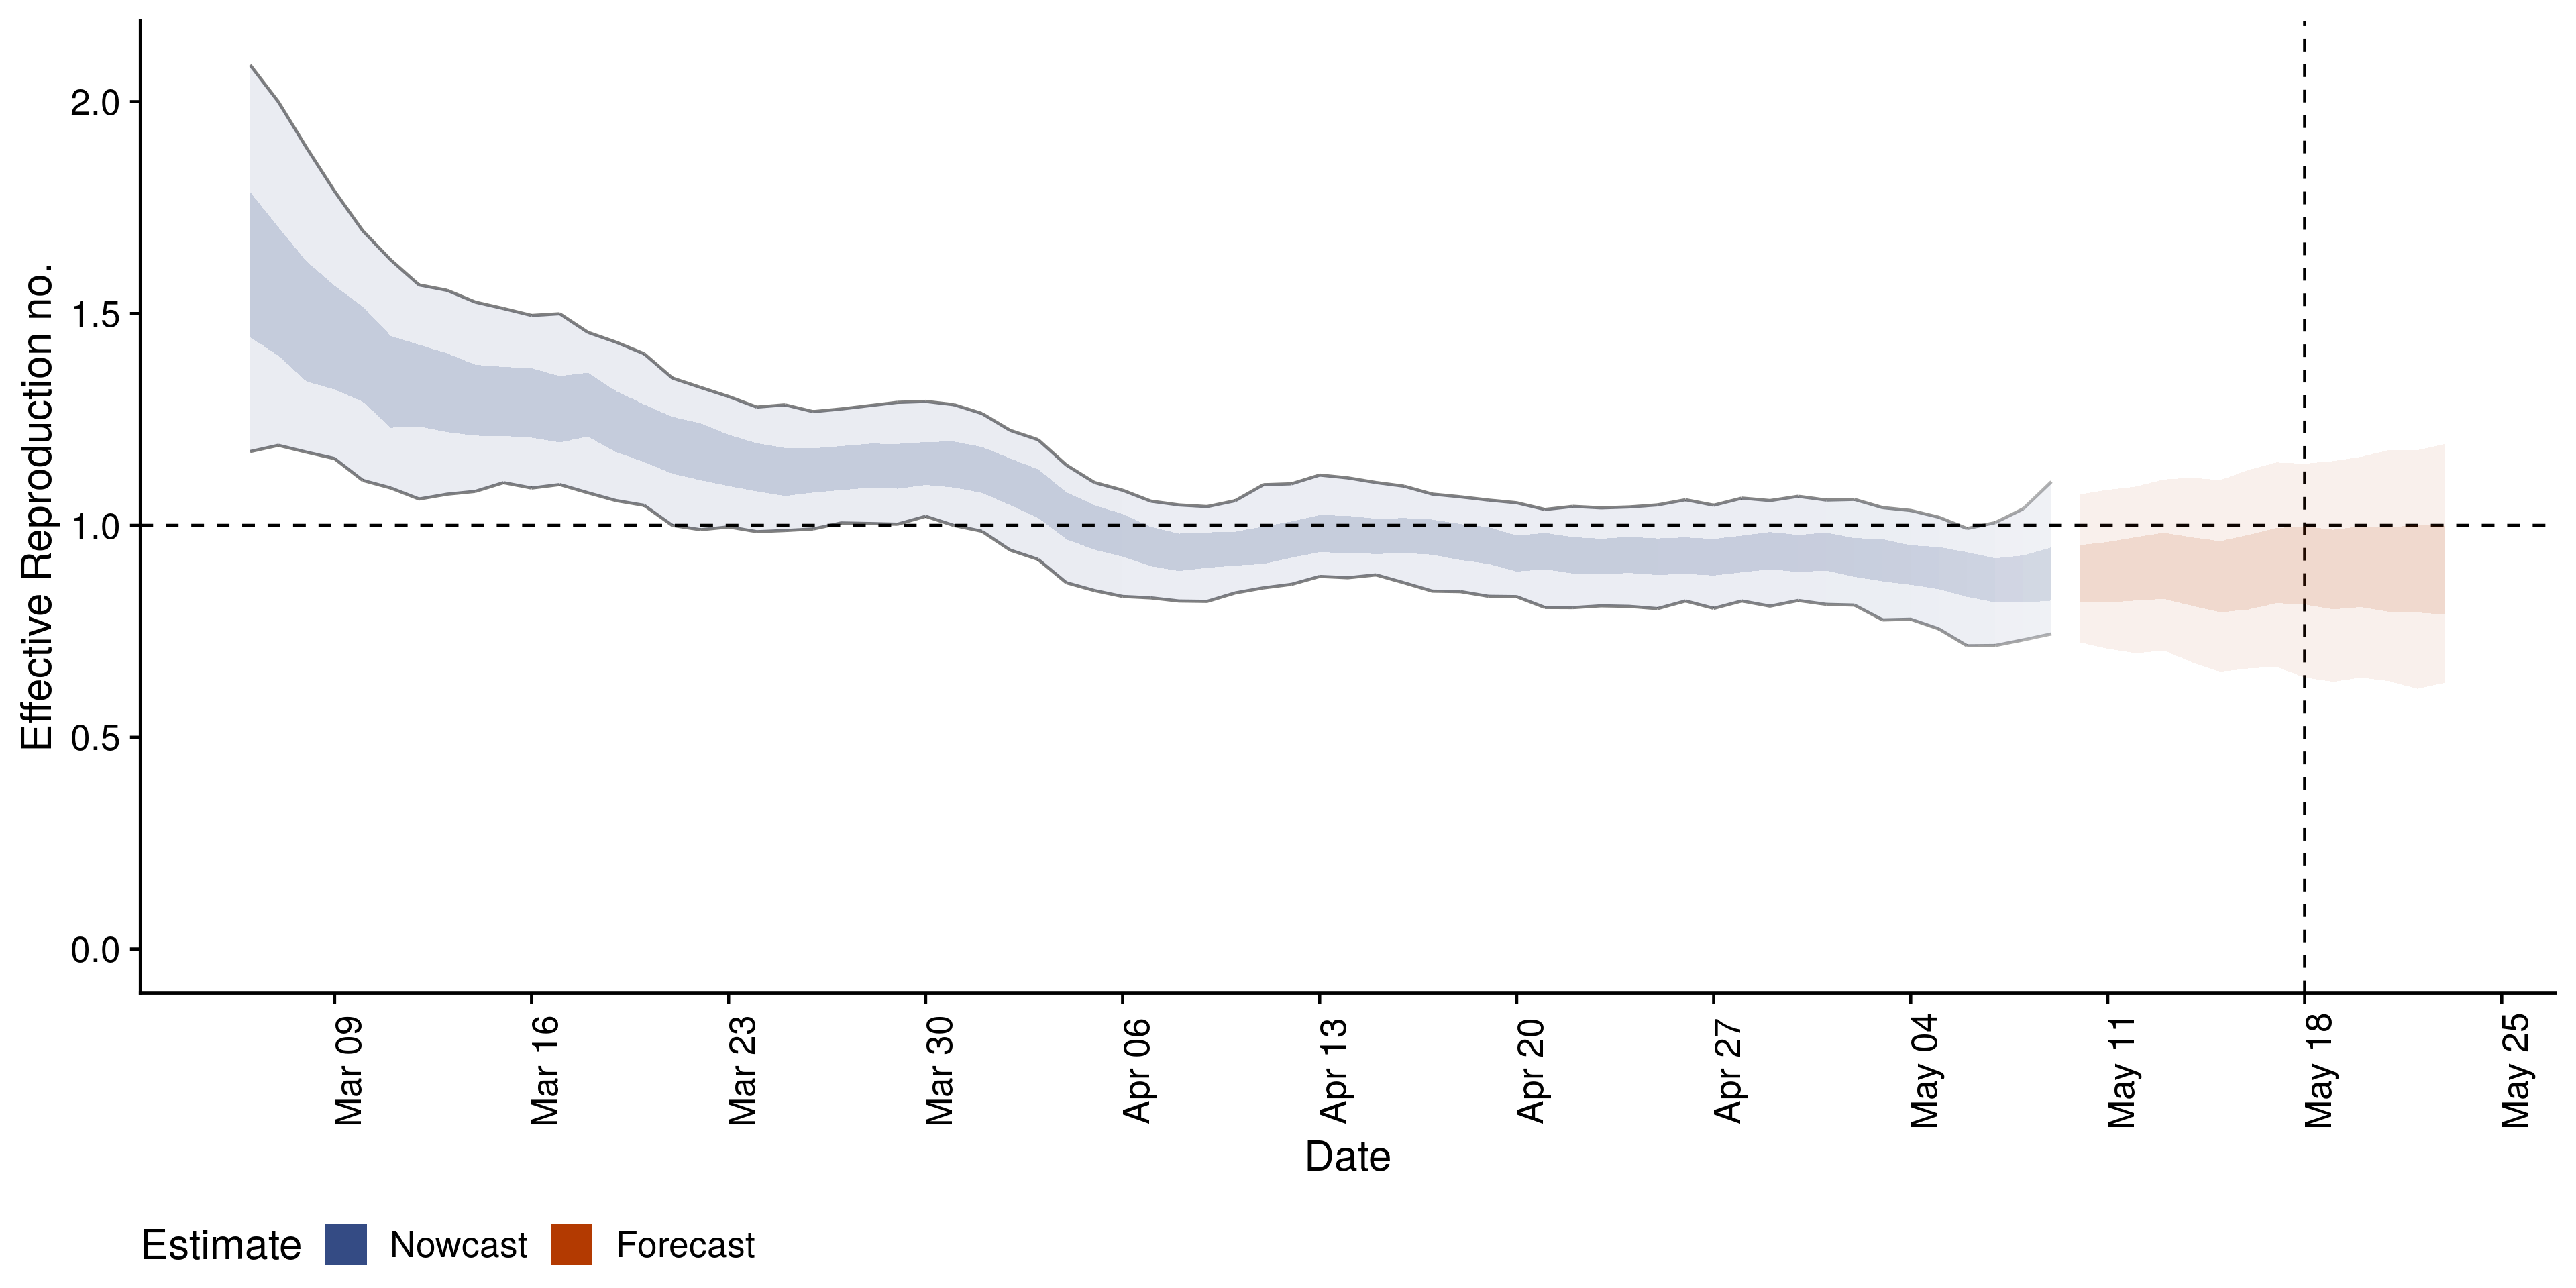 Effective Reproduction no.
2.0
1.5
1.0
0.5
0.0
Mar 09
Mar 16
Mar 23
Mar 30
Apr 06
Apr 13
Apr 20
Apr 27
May 04
May 11
May 18
May 25
Date
Estimate Nowcast Forecast